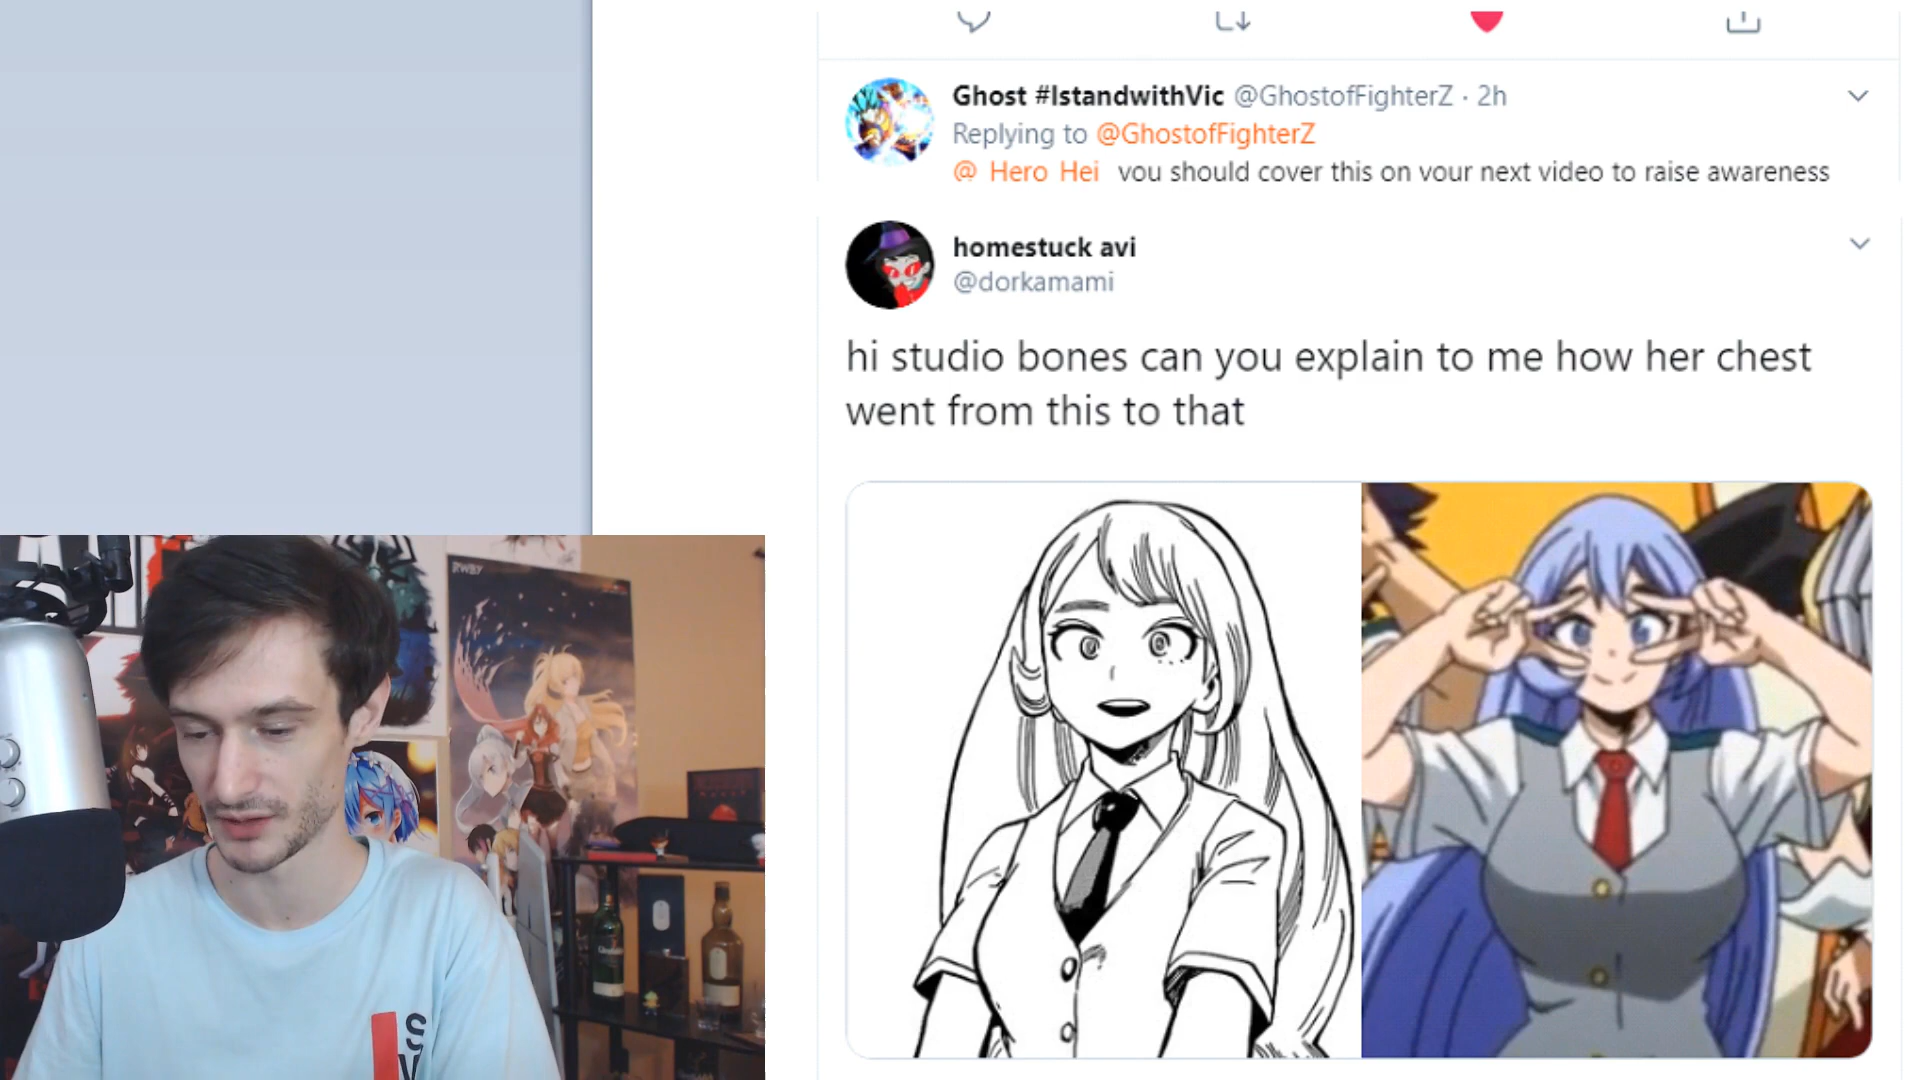 Ghost #IstandwithVic @GhostofFighterZ · 2h
Replying to @GhostofFighterZ
@ Hero Hei you should cover this on your next video to raise awareness
homestuck avi
@dorkamami
hi studio bones can you explain to me how her chest
went from this to that
RWBY
S